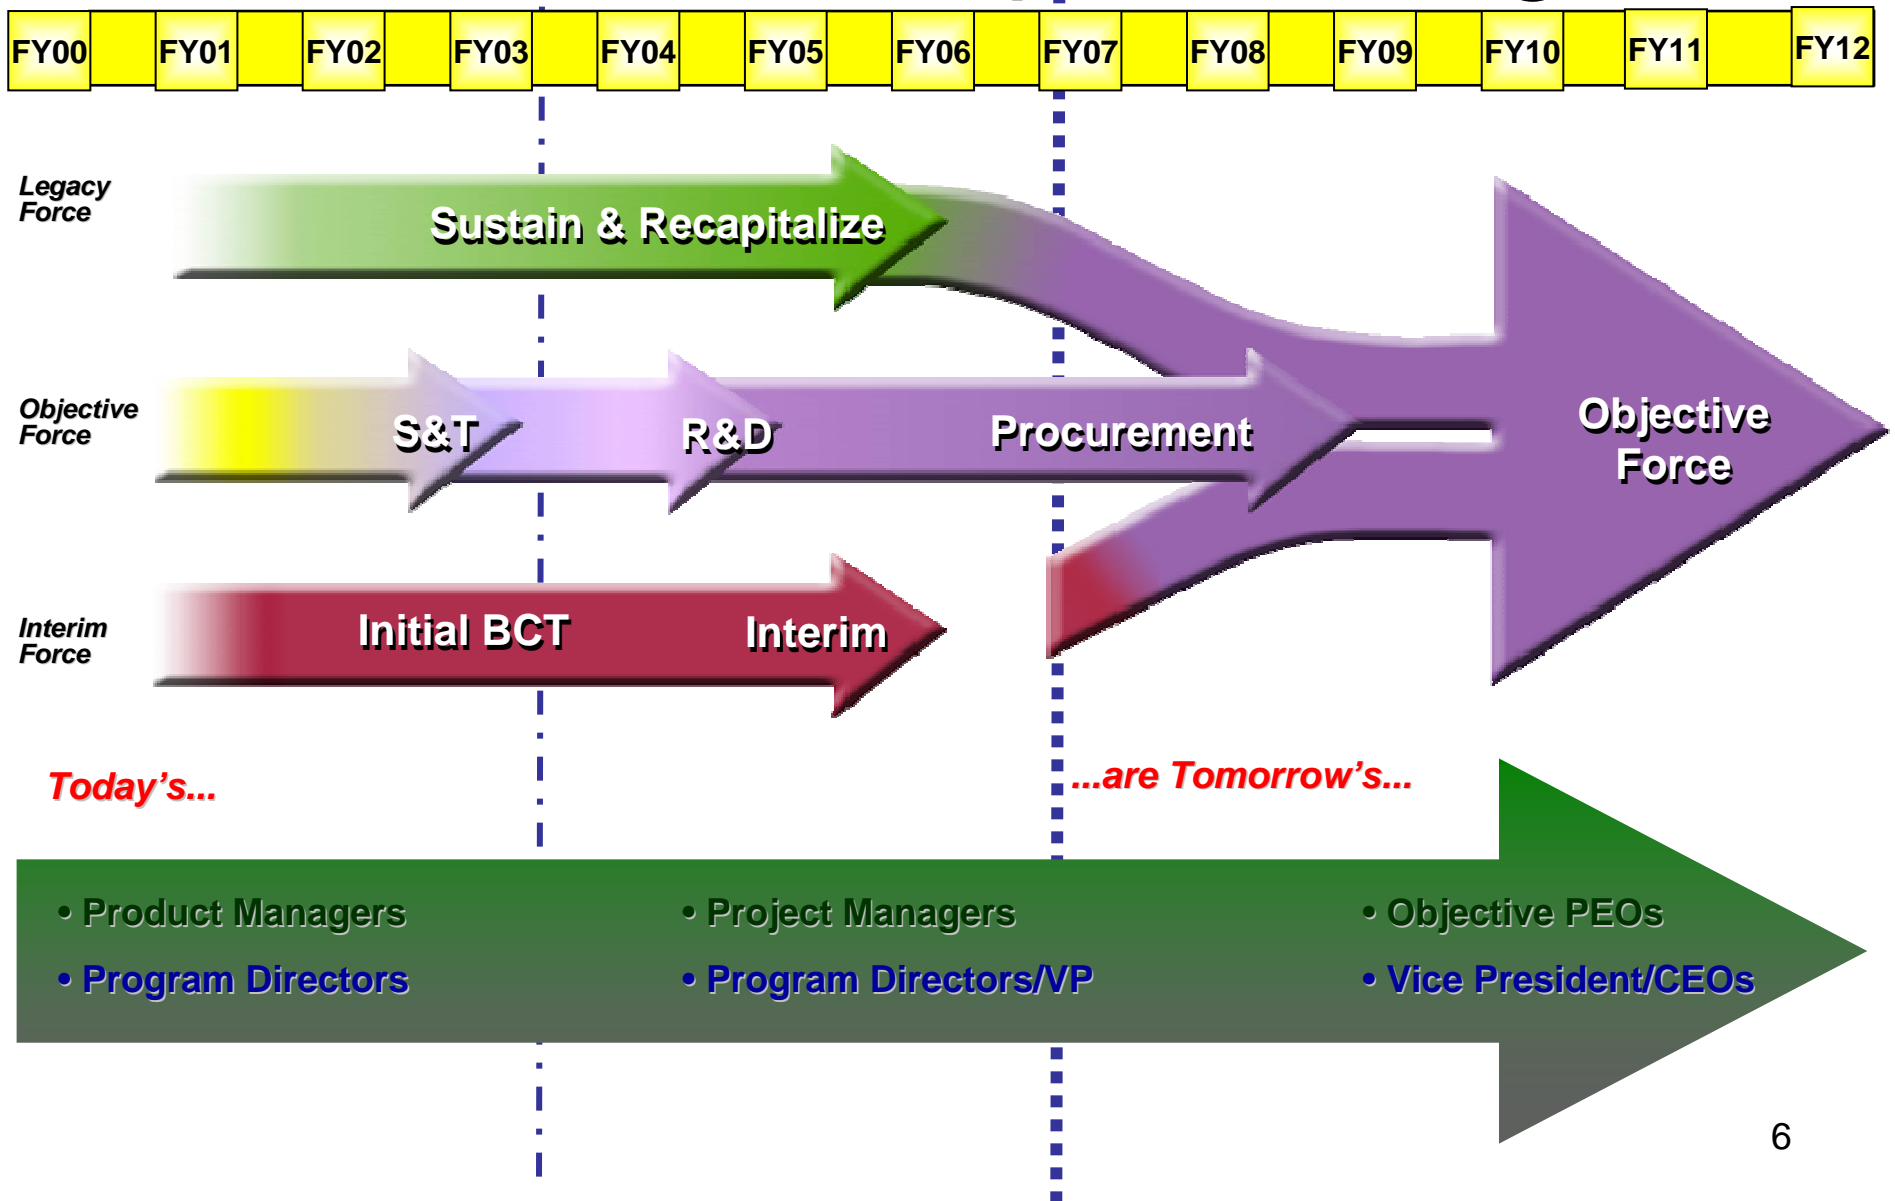 FY00 FY01 FY02 FY03 FY04 FY05 FY06 FY07 FY08 FY09 FY10 FY11 FY12
Legacy
Force
Sustain & Recapitalize
Objective
Force
S&T
R&D
Procurement
Objective
Force
Interim
Force
Initial BCT
Interim
Today's...
...are Tomorrow's...
• Product Managers
• Project Managers
• Objective PEOs
• Program Directors
• Program Directors/VP
• Vice President/CEOs
6